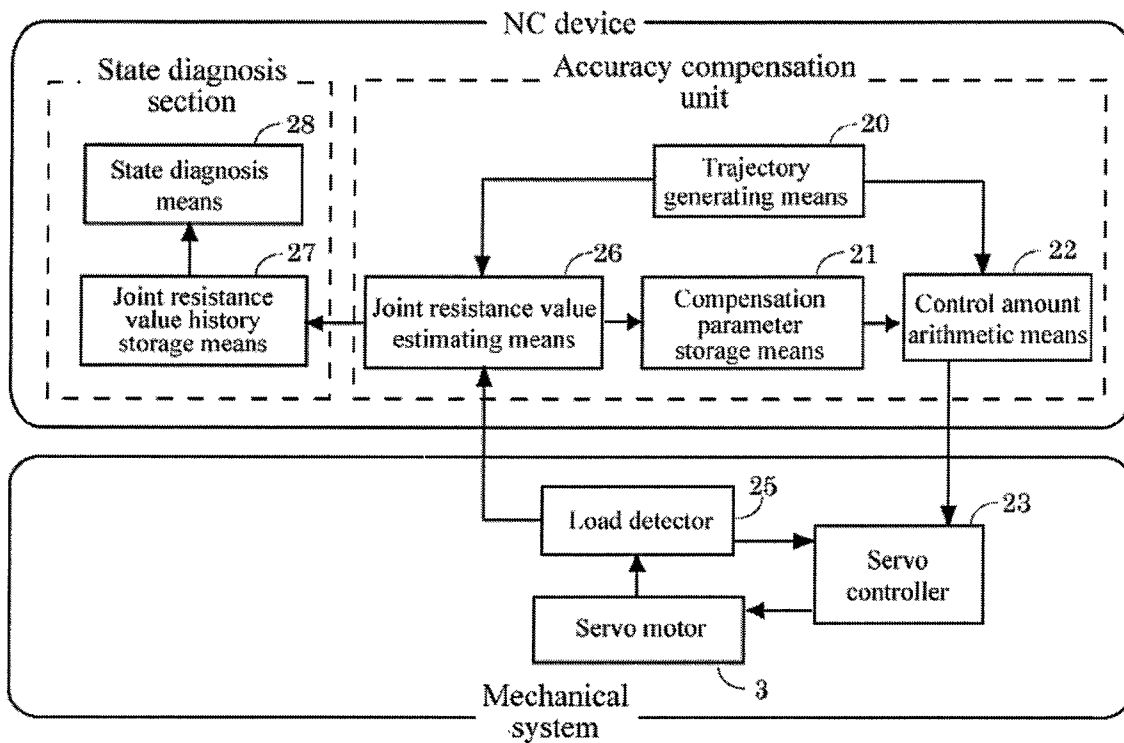 NC device
State diagnosis
section
Accuracy compensation
unit
28
State diagnosis
means
20
Trajectory
generating means
27
Joint resistance
value history
storage means
26
Joint resistance value
estimating means
21
Compensation
parameter
storage means
22
Control amount
arithmetic means
25
Load detector
23
Servo
controller
Servo motor
3
Mechanical
system